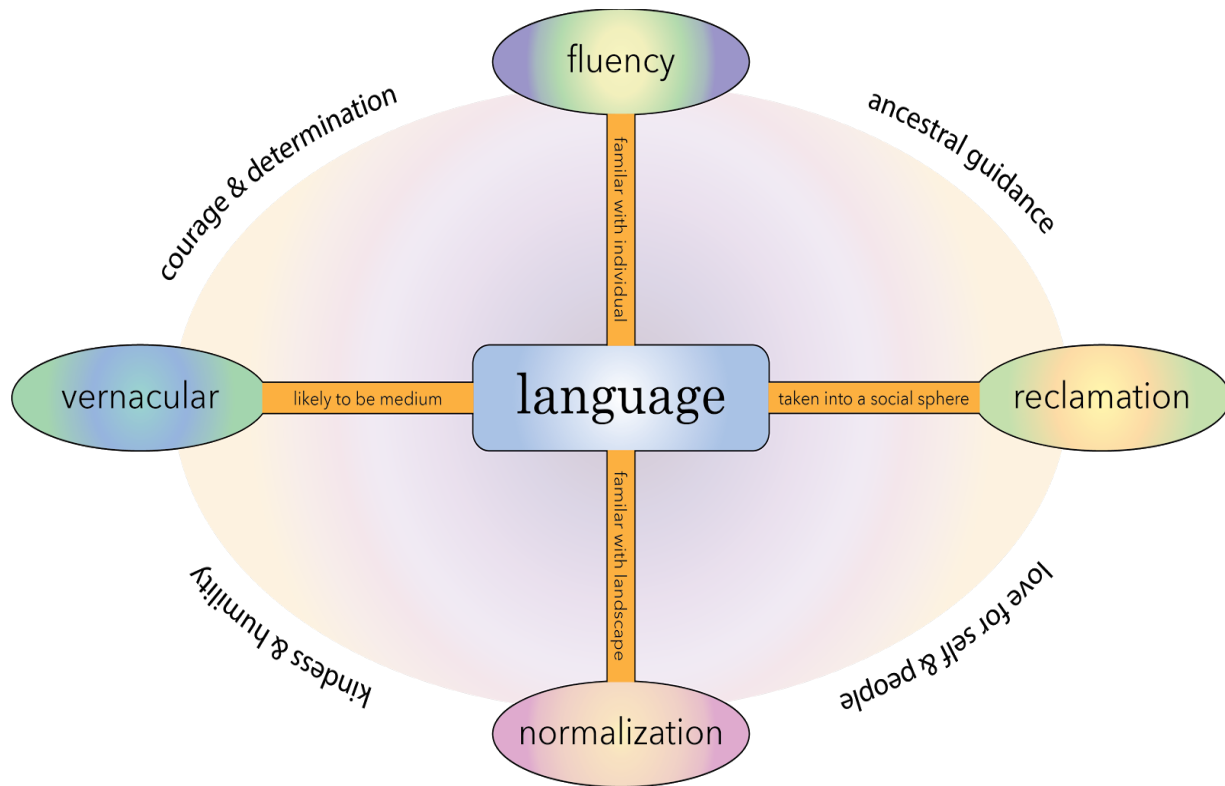 fluency
courage & determination
ancestral guidance
familar with individual
vernacular
likely to be medium
language
taken into a social sphere
reclamation
familar with landscape
kindess & humility
love for self & people
normalization